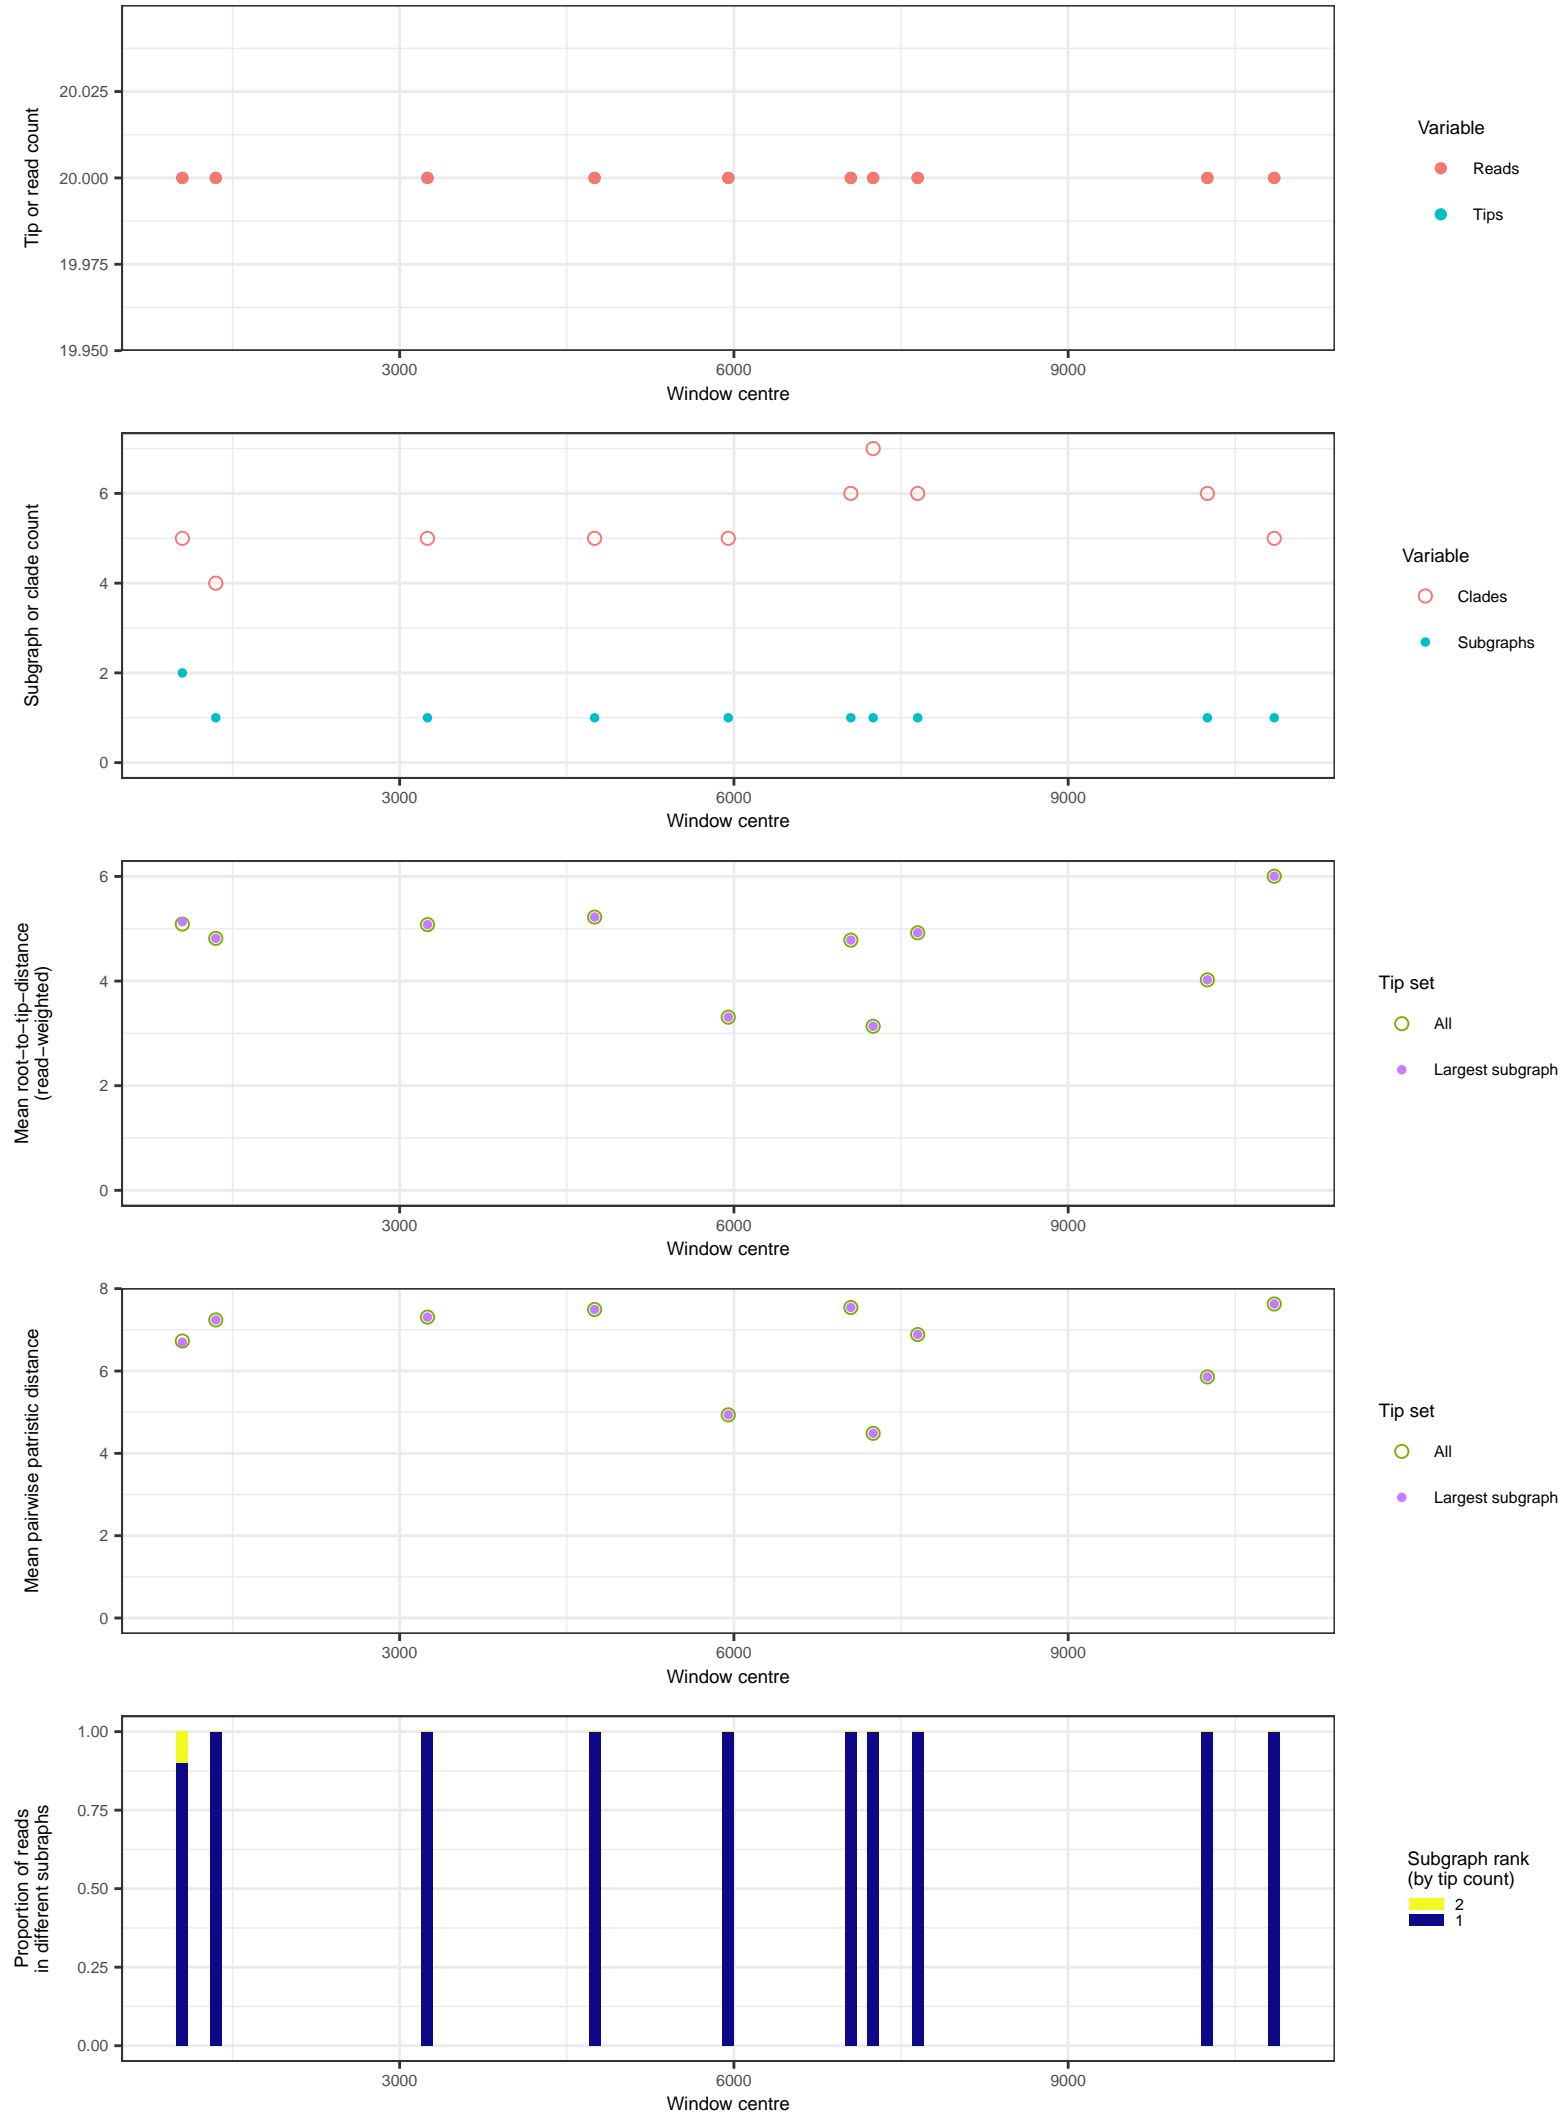 Tip or read count
20.025
20.000
19.975
19.950
3000
6000
9000
Window centre
Variable
Reads
Tips
Subgraph or clade count
6
4
2
0
3000
6000
9000
Window centre
Variable
Clades
Subgraphs
Mean root−to−tip−distance
(read−weighted)
6
4
2
0
3000
6000
9000
Window centre
Tip set
All
Largest subgraph
Mean pairwise patristic distance
8
6
4
2
0
3000
6000
9000
Window centre
Tip set
All
Largest subgraph
Proportion of reads
in different subraphs
1.00
0.75
0.50
0.25
0.00
3000
6000
9000
Window centre
Subgraph rank
(by tip count)
2
1